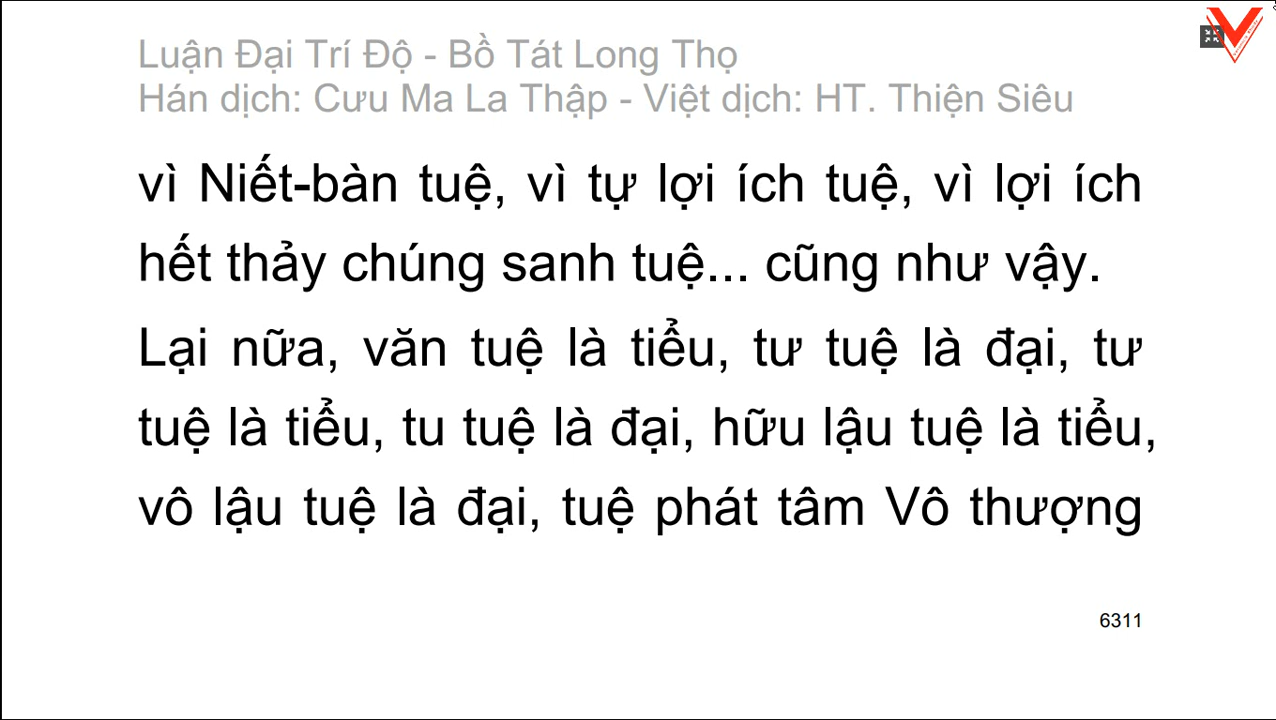 Luận Đại Trí Độ - Bồ Tát Long Thọ
Hán dịch: Cưu Ma La Thập - Việt dịch: HT. Thiện Siêu
vì Niết-bàn tuệ, vì tự lợi ích tuệ, vì lợi ích
hết thảy chúng sanh tuệ... cũng như vậy.
Lại nữa, văn tuệ là tiểu, tư tuệ là đại, tư
tuệ là tiểu, tu tuệ là đại, hữu lậu tuệ là tiểu,
vô lậu tuệ là đại, tuệ phát tâm Vô thượng
6311